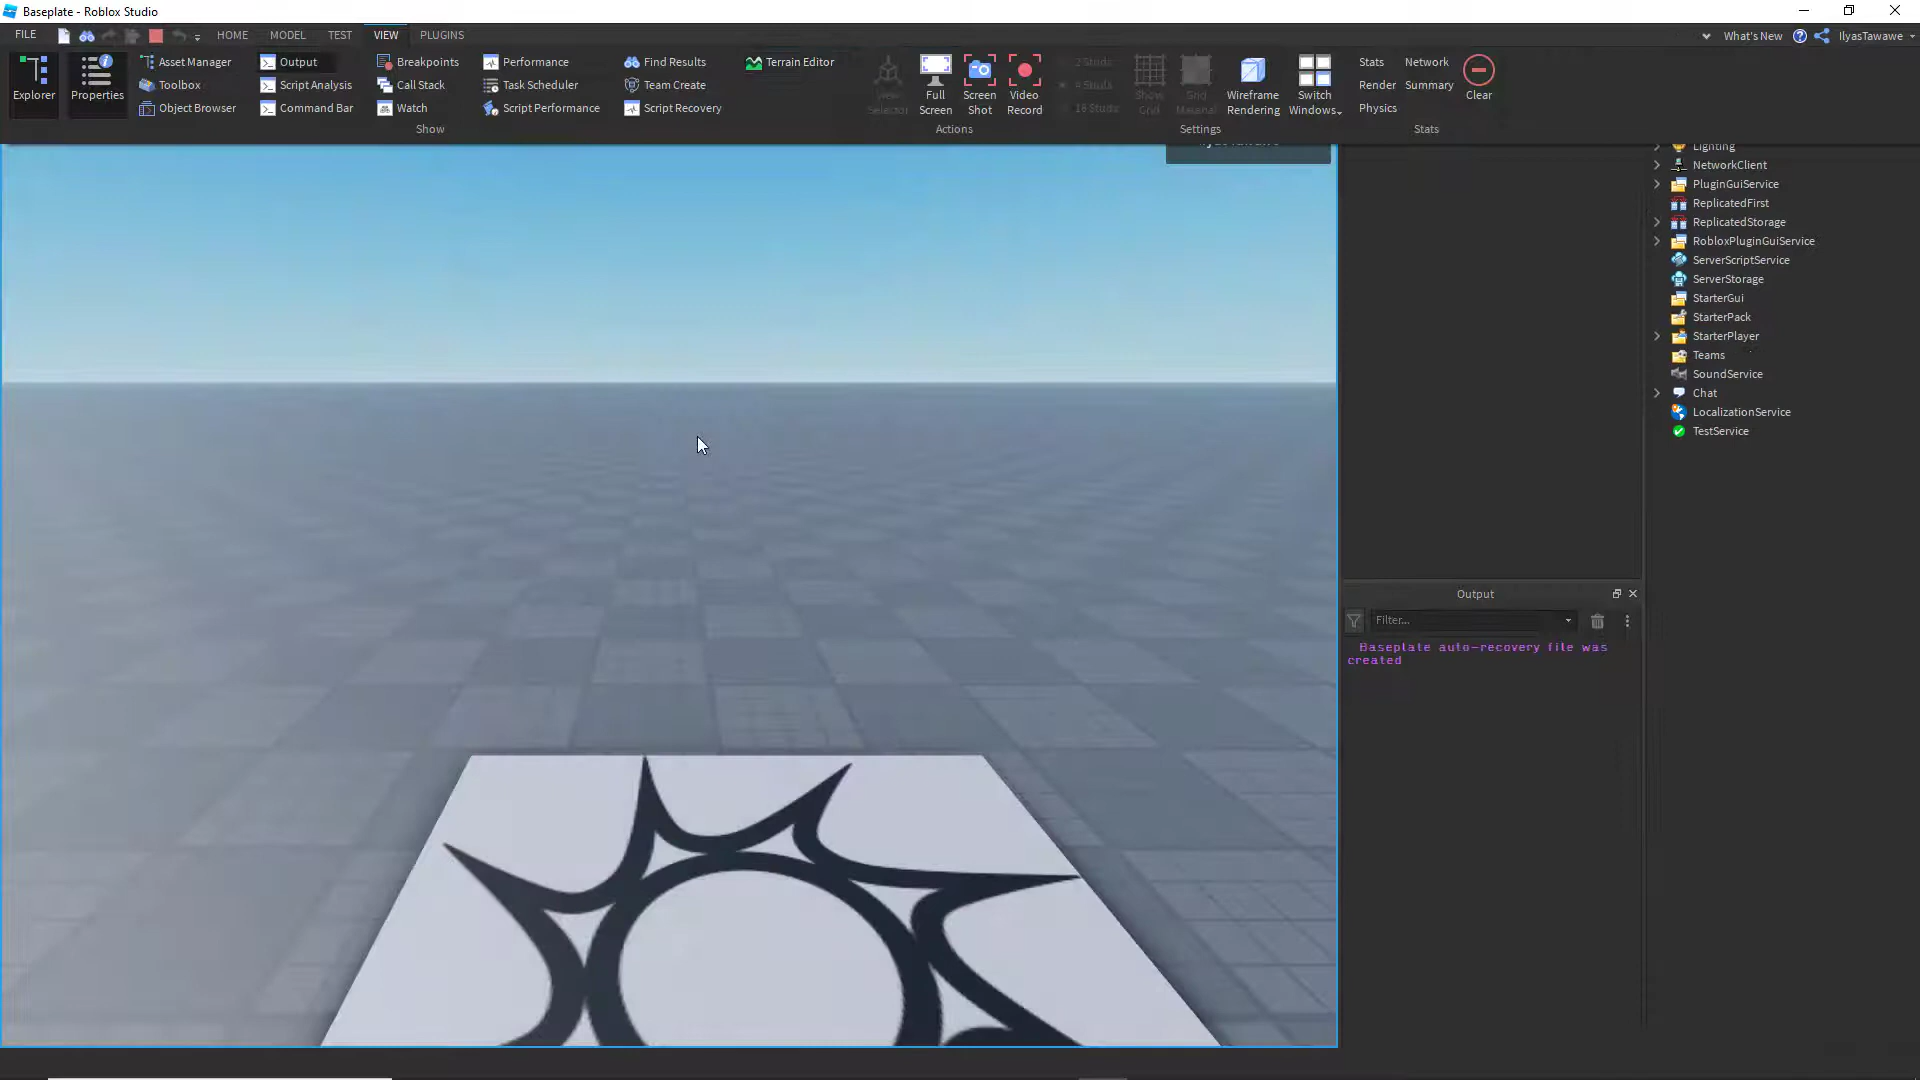 Baseplate - Roblox Studio
FILE HOME MODEL TEST VIEW PLUGINS What's New IlyasTawawe
Explorer
Properties
Asset Manager
Toolbox
Object Browser
Output
Script Analysis
Command Bar
Breakpoints
Call Stack
Watch
Performance
Task Scheduler
Script Performance
Find Results
Team Create
Script Recovery
Terrain Editor
Show
View
Selector
Full
Screen
Screen
Shot
Video
Record
Actions
2 Studs
4 Studs
16 Studs
Show
Grid
Grid
Material
Wireframe
Rendering
Switch
Windows
Settings
Stats
Render
Physics
Network
Summary
Clear
Stats
Lighting
NetworkClient
PluginGuiService
ReplicatedFirst
ReplicatedStorage
RobloxPluginGuiService
ServerScriptService
ServerStorage
StarterGui
StarterPack
StarterPlayer
Teams
SoundService
Chat
LocalizationService
TestService
Output
Filter...
Baseplate auto-recovery file was
created